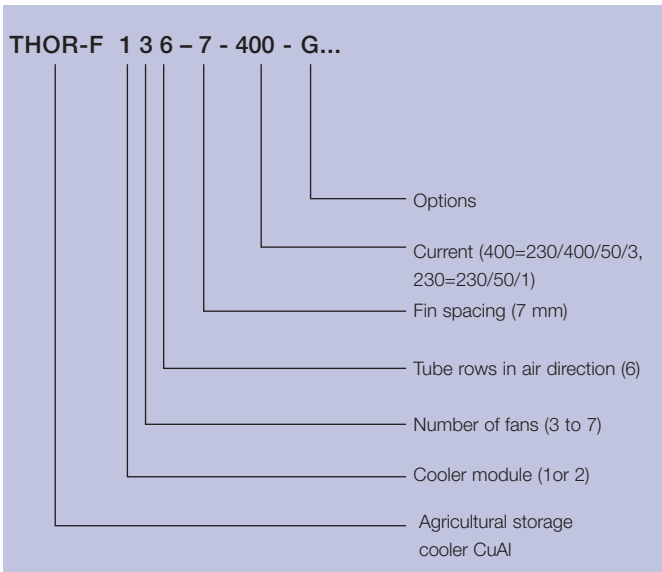 THOR-F 1 3 6 – 7 - 400 - G...
Options
Current (400=230/400/50/3,
230=230/50/1)
Fin spacing (7 mm)
Tube rows in air direction (6)
Number of fans (3 to 7)
Cooler module (1or 2)
Agricultural storage
cooler CuAl